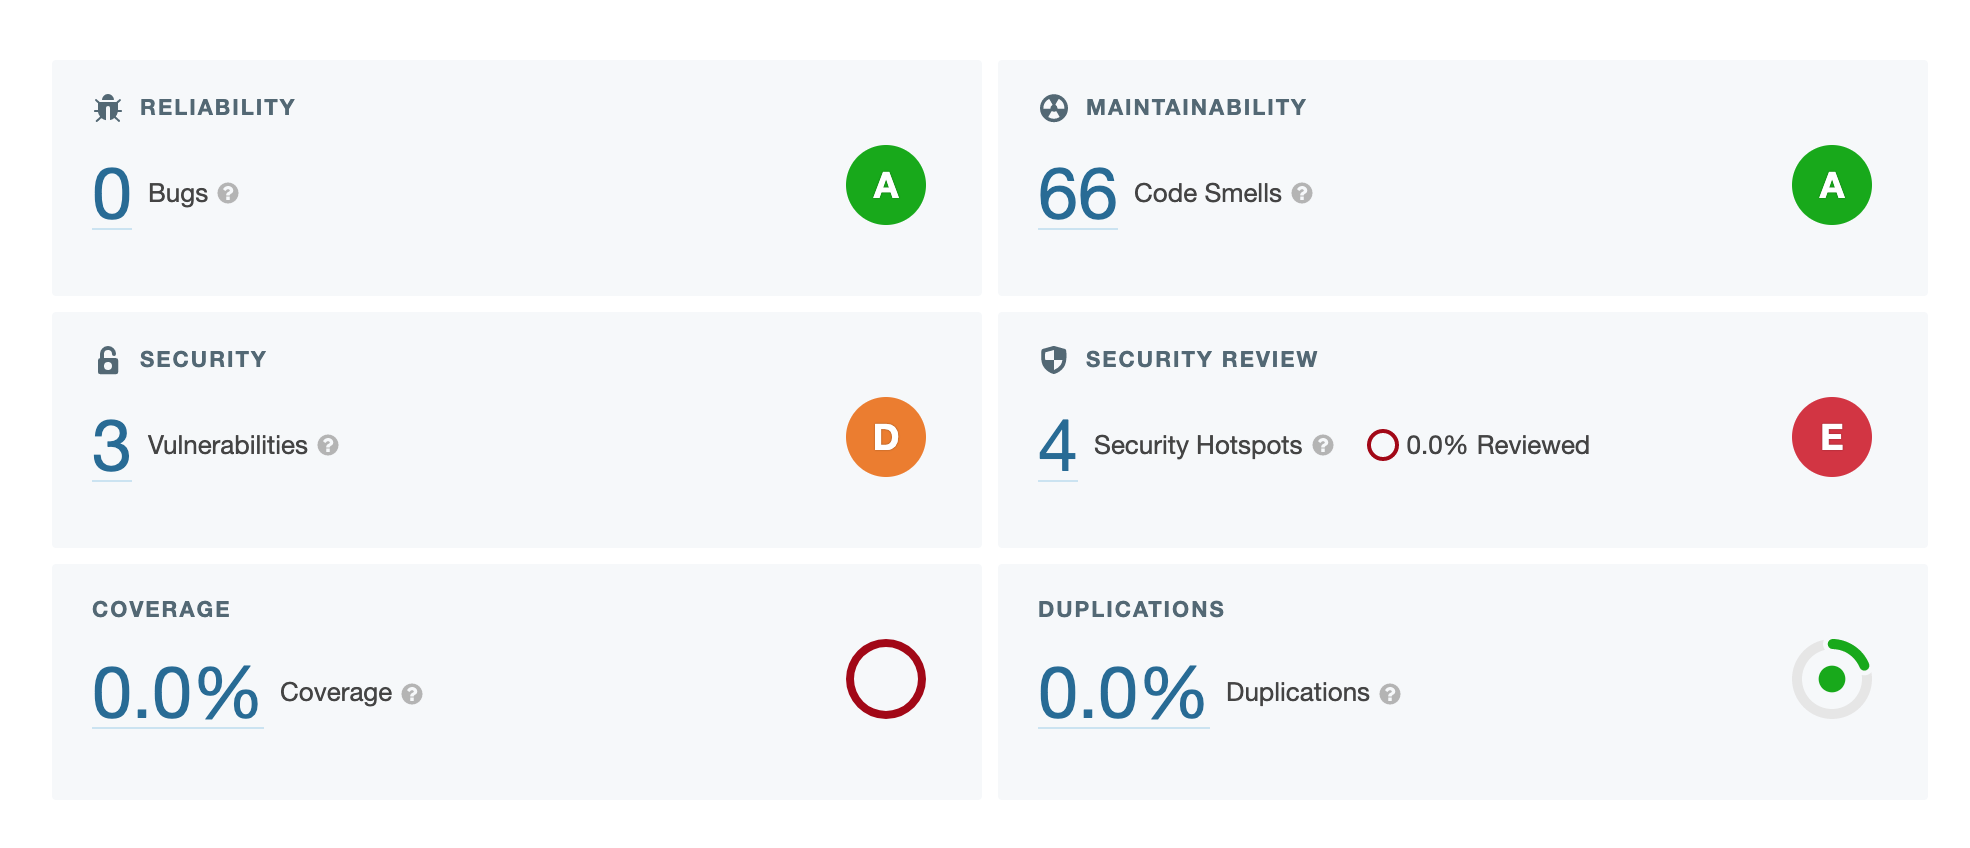 RELIABILITY
0 Bugs ?
A
MAINTAINABILITY
66 Code Smells ?
A
SECURITY
3 Vulnerabilities ?
D
SECURITY REVIEW
4 Security Hotspots ? 0.0% Reviewed
E
COVERAGE
0.0% Coverage ?
DUPLICATIONS
0.0% Duplications ?